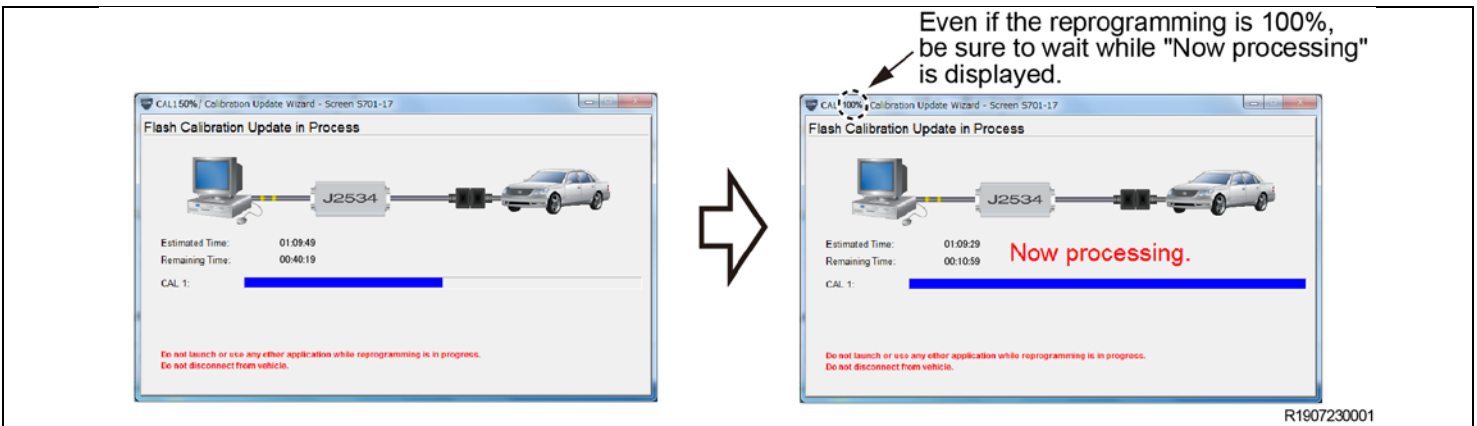 Even if the reprogramming is 100%,
be sure to wait while "Now processing"
is displayed.
CAL150%/ Calibration Update Wizard - Screen S701-17
Flash Calibration Update in Process
J2534
Estimated Time: 01:09:49
Remaining Time: 00:40:19
CAL 1:
Do not launch or use any other application while reprogramming is in progress.
Do not disconnect from vehicle.
CAL 100% Calibration Update Wizard - Screen S701-17
Flash Calibration Update in Process
J2534
Estimated Time: 01:09:29
Remaining Time: 00:10:59
Now processing.
CAL 1:
Do not launch or use any other application while reprogramming is in progress.
Do not disconnect from vehicle.
R1907230001